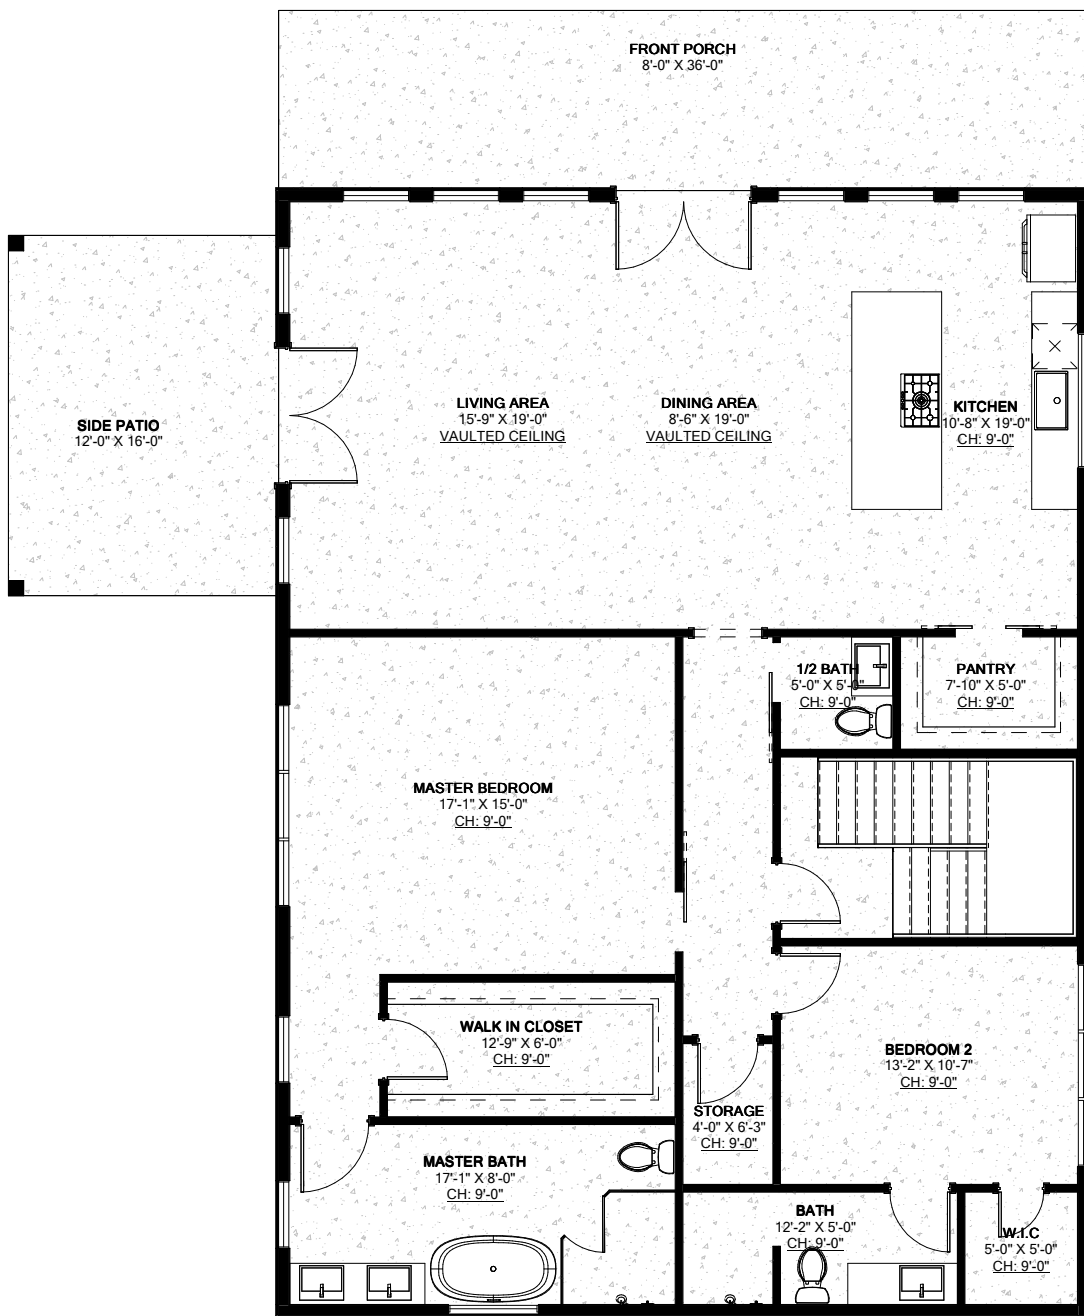 FRONT PORCH
8'-0" X 36'-0"
SIDE PATIO
12'-0" X 16'-0"
LIVING AREA
15'-9" X 19'-0"
VAULTED CEILING
DINING AREA
8'-6" X 19'-0"
VAULTED CEILING
KITCHEN
10'-8" X 19'-0"
CH: 9'-0"
1/2 BATH
5'-0" X 5'-0"
CH: 9'-0"
PANTRY
7'-10" X 5'-0"
CH: 9'-0"
MASTER BEDROOM
17'-1" X 15'-0"
CH: 9'-0"
WALK IN CLOSET
12'-9" X 6'-0"
CH: 9'-0"
BEDROOM 2
13'-2" X 10'-7"
CH: 9'-0"
STORAGE
4'-0" X 6'-3"
CH: 9'-0"
MASTER BATH
17'-1" X 8'-0"
CH: 9'-0"
BATH
12'-2" X 5'-0"
CH: 9'-0"
W.I.C
5'-0" X 5'-0"
CH: 9'-0"